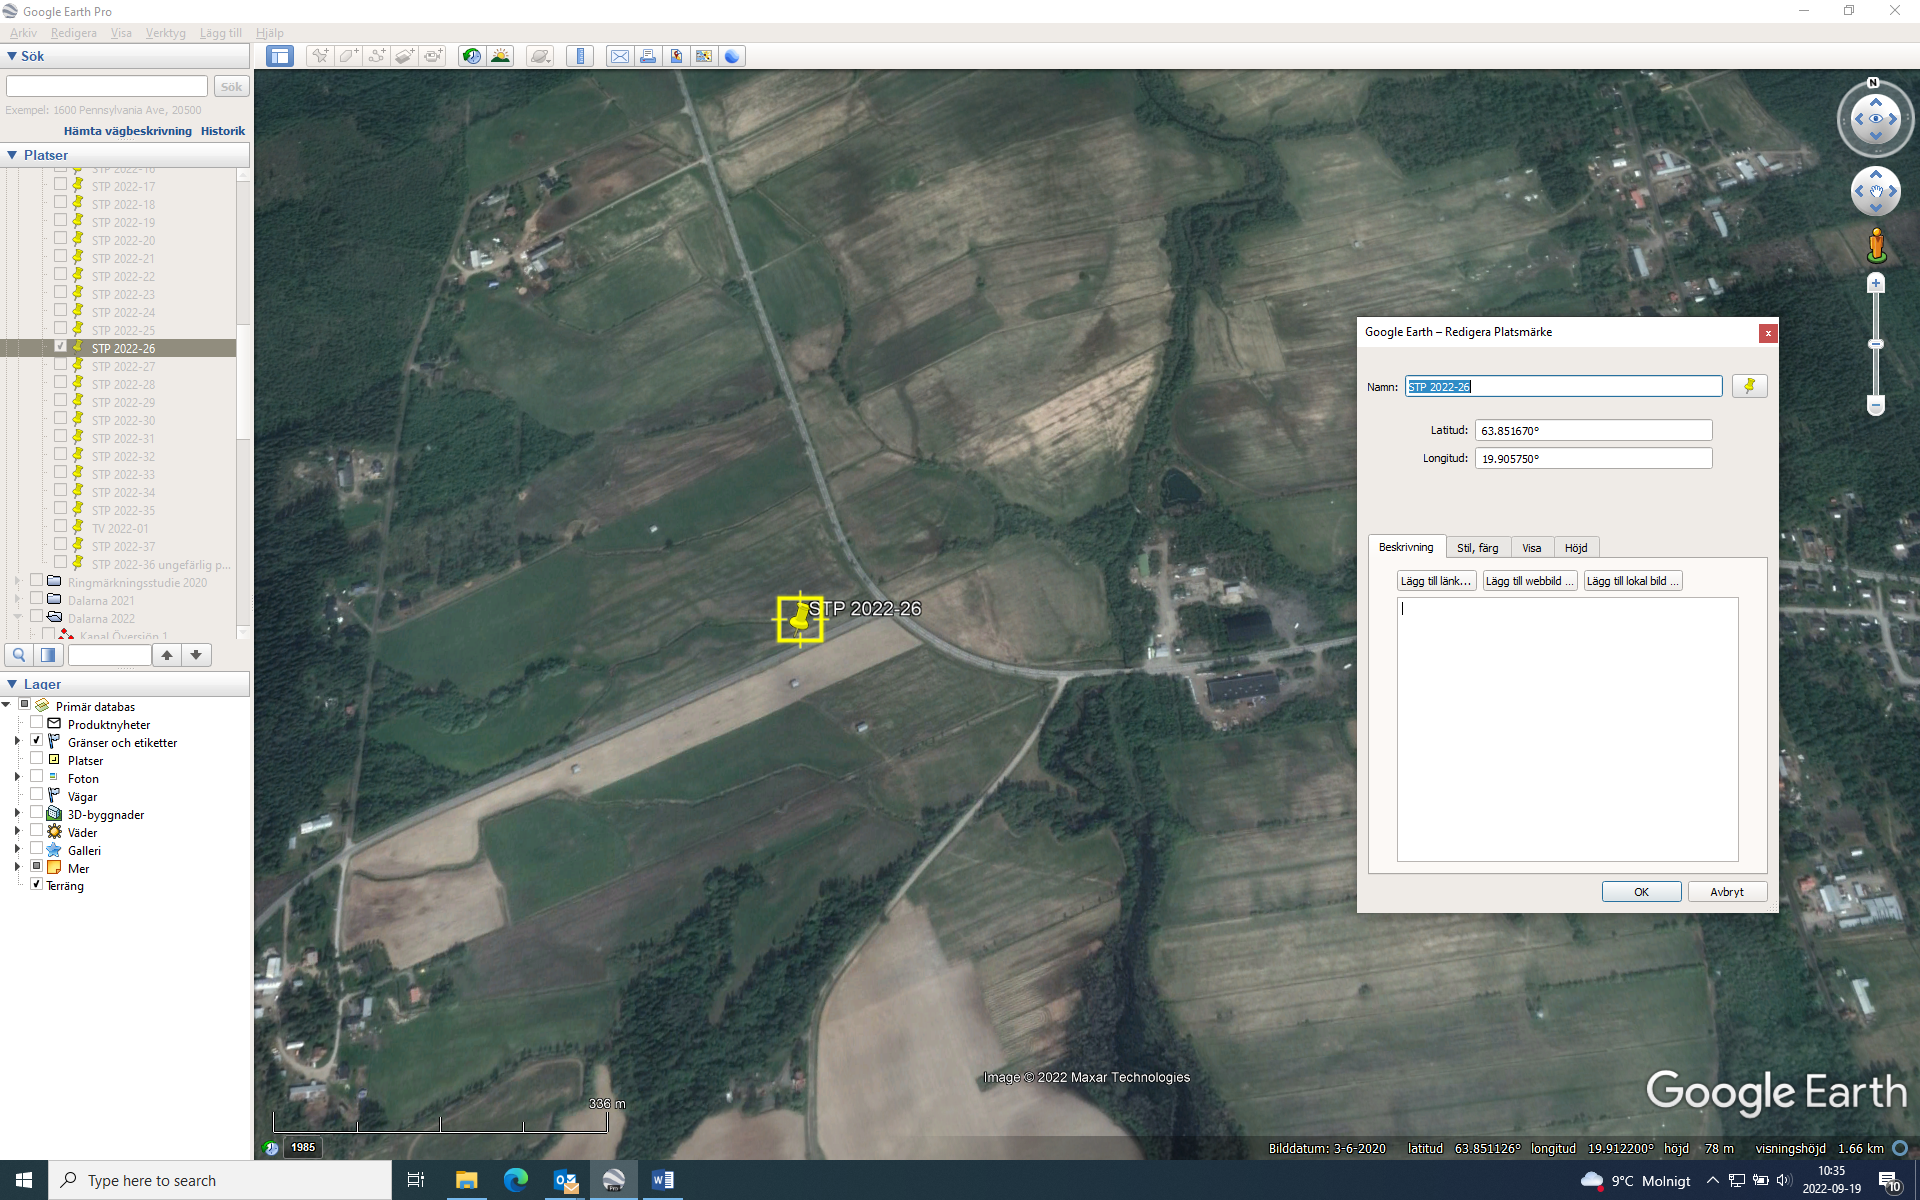 Google Earth Pro
Arkiv Redigera Visa Verktyg Lägg till Hjälp
Sök
Sök
Exempel: 1600 Pennsylvania Ave, 20500
Hämta vägbeskrivning Historik
Platser
STP 2022-16
STP 2022-17
STP 2022-18
STP 2022-19
STP 2022-20
STP 2022-21
STP 2022-22
STP 2022-23
STP 2022-24
STP 2022-25
STP 2022-26
STP 2022-27
STP 2022-28
STP 2022-29
STP 2022-30
STP 2022-31
STP 2022-32
STP 2022-33
STP 2022-34
STP 2022-35
TV 2022-01
STP 2022-37
STP 2022-36 ungefärlig p...
Ringmärkningsstudie 2020
Dalarna 2021
Dalarna 2022
Kanal Översjön 1
Lager
Primär databas
Produktnyheter
Gränser och etiketter
Platser
Foton
Vägar
3D-byggnader
Väder
Galleri
Mer
Terräng
N
STP 2022-26
Google Earth – Redigera Platsmärke
x
Namn: STP 2022-26
Latitud: 63.851670°
Longitud: 19.905750°
Beskrivning Stil, färg Visa Höjd
Lägg till länk... Lägg till webbild ... Lägg till lokal bild ...
OK Avbryt
Image © 2022 Maxar Technologies
Google Earth
336 m
1985
Bilddatum: 3-6-2020 latitud 63.851126° longitud 19.912200° höjd 78 m visningshöjd 1.66 km
Type here to search
9°C Molnigt
10:35
2022-09-19
10